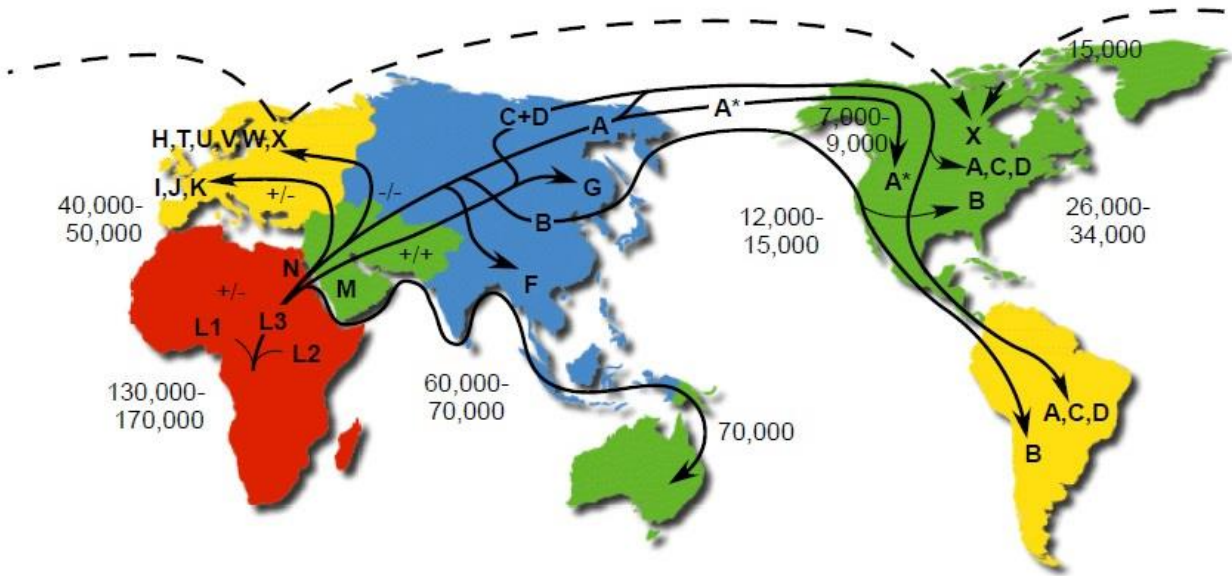 15,000
C+D
A
A*
7,000-
9,000
X
H,T,U,V,W,X
A,C,D
I,J,K
+/-
-/-
G
A*
B
40,000-
50,000
B
12,000-
15,000
26,000-
34,000
N
+/+
M
F
+/-
L3
L1
L2
130,000-
170,000
60,000-
70,000
70,000
A,C,D
B